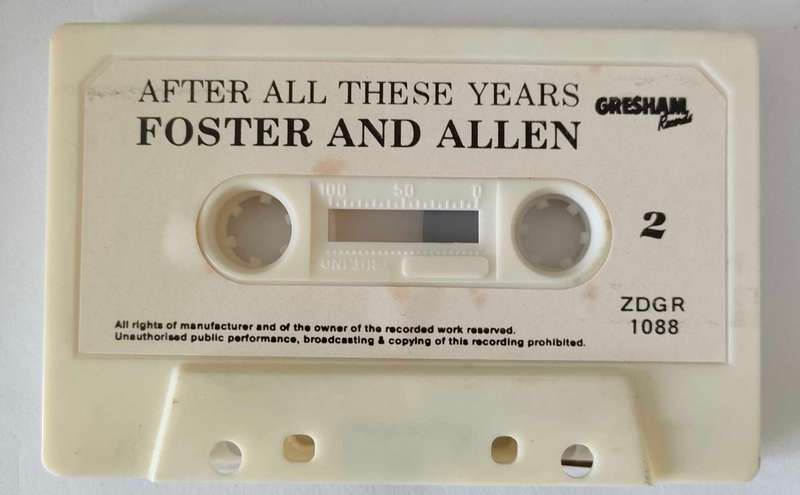 AFTER ALL THESE YEARS
FOSTER AND ALLEN
GRESHAM
Records
100 50 0
2
ZDGR
1088
All rights of manufacturer and of the owner of the recorded work reserved.
Unauthorised public performance, broadcasting & copying of this recording prohibited.